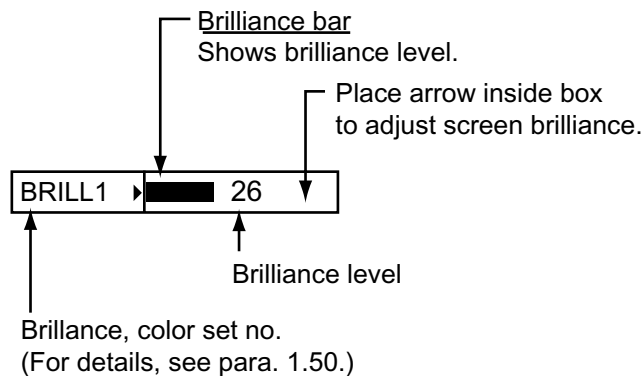 Brilliance bar
Shows brilliance level.
Place arrow inside box
to adjust screen brilliance.
BRILL1 26
Brilliance level
Brillance, color set no.
(For details, see para. 1.50.)